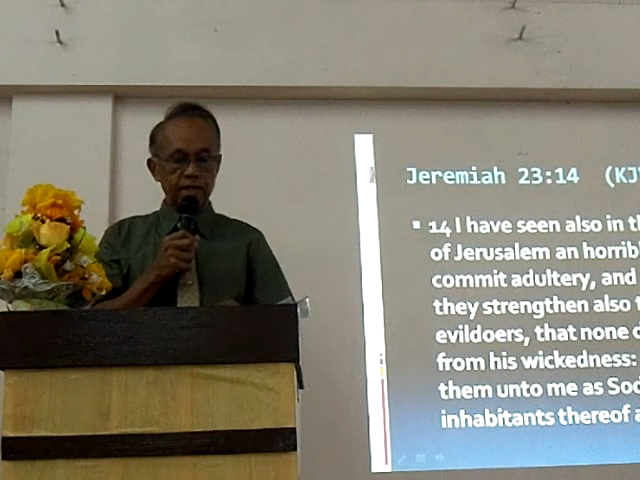 Jeremiah 23:14 (KJ
14 I have seen also in th
of Jerusalem an horribl
commit adultery, and
they strengthen also
evildoers, that none
from his wickedness:
them unto me as Sod
inhabitants thereof a